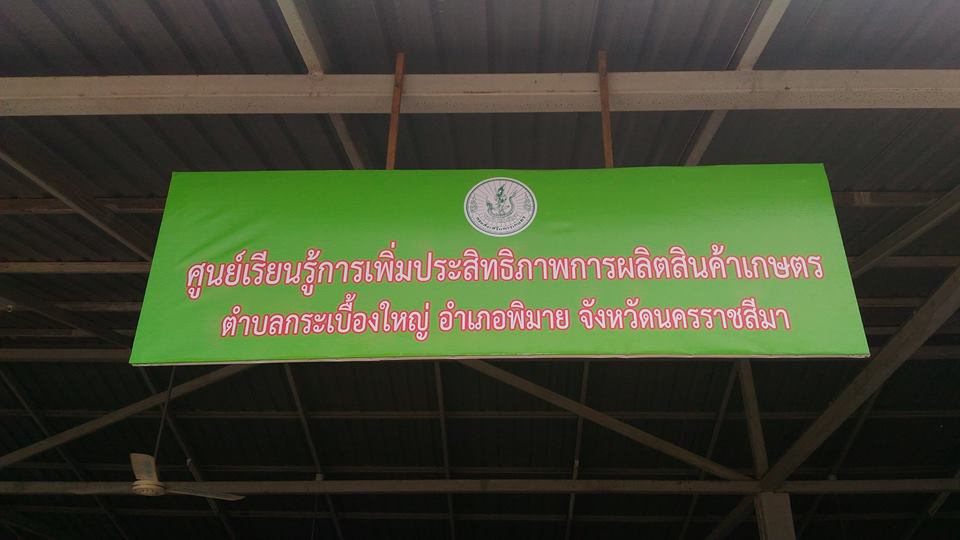 ศูนย์เรียนรู้การเพิ่มประสิทธิภาพการผลิตสินค้าเกษตร
ตำบลกระเบื้องใหญ่ อำเภอพิมาย จังหวัดนครราชสีมา